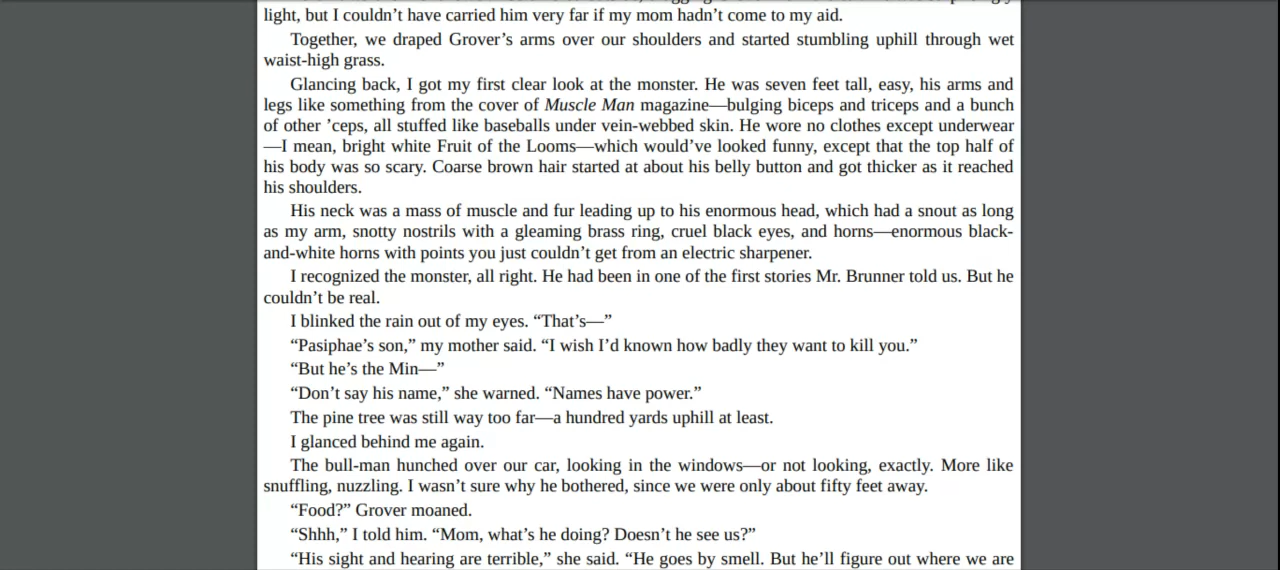 light, but I couldn’t have carried him very far if my mom hadn’t come to my aid.
Together, we draped Grover’s arms over our shoulders and started stumbling uphill through wet
waist-high grass.
Glancing back, I got my first clear look at the monster. He was seven feet tall, easy, his arms and
legs like something from the cover of Muscle Man magazine—bulging biceps and triceps and a bunch
of other ’ceps, all stuffed like baseballs under vein-webbed skin. He wore no clothes except underwear
—I mean, bright white Fruit of the Looms—which would’ve looked funny, except that the top half of
his body was so scary. Coarse brown hair started at about his belly button and got thicker as it reached
his shoulders.
His neck was a mass of muscle and fur leading up to his enormous head, which had a snout as long
as my arm, snotty nostrils with a gleaming brass ring, cruel black eyes, and horns—enormous black-
and-white horns with points you just couldn’t get from an electric sharpener.
I recognized the monster, all right. He had been in one of the first stories Mr. Brunner told us. But he
couldn’t be real.
I blinked the rain out of my eyes. “That’s—”
“Pasiphae’s son,” my mother said. “I wish I’d known how badly they want to kill you.”
“But he’s the Min—”
“Don’t say his name,” she warned. “Names have power.”
The pine tree was still way too far—a hundred yards uphill at least.
I glanced behind me again.
The bull-man hunched over our car, looking in the windows—or not looking, exactly. More like
snuffling, nuzzling. I wasn’t sure why he bothered, since we were only about fifty feet away.
“Food?” Grover moaned.
“Shhh,” I told him. “Mom, what’s he doing? Doesn’t he see us?”
“His sight and hearing are terrible,” she said. “He goes by smell. But he’ll figure out where we are